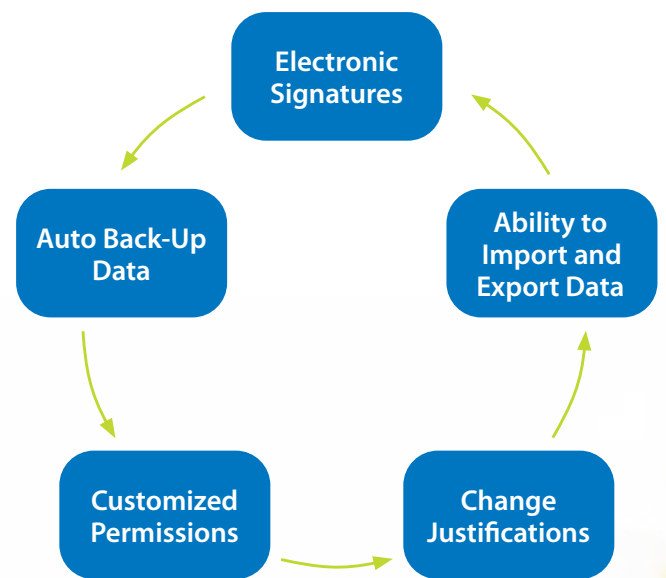 Electronic
Signatures
Auto Back-Up
Data
Ability to
Import and
Export Data
Customized
Permissions
Change
Justifications